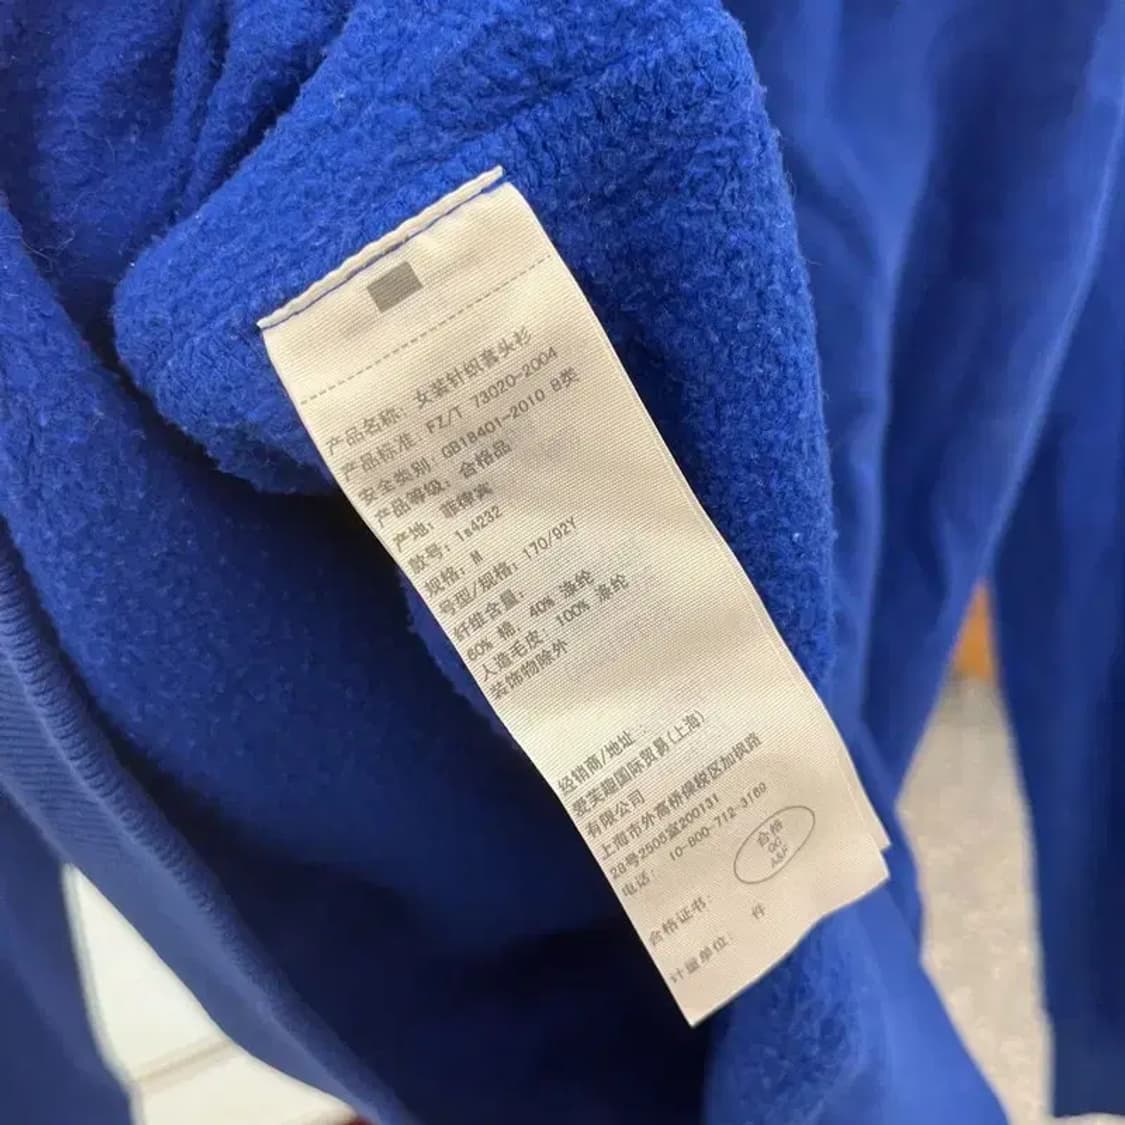 产品名称: 女装针织套头衫
产品标准: FZ/T 73020-2004
安全类别: GB18401-2010 B类
产品等级: 合格品
产地: 菲律宾
款号: 1s4232
规格: M
号型/规格: 170/92Y
纤组含量:
60% 棉, 40% 涤纶
人造毛皮 100% 涤纶
装饰物除外
经销商/地址:
爱芙趣国际贸易(上海)
有限公司
上海市外高桥保税区加枫路
28号2505室200131
电话: 10-800-712-3169
合格证书: 合格
QC
A&F
计量单位: 件